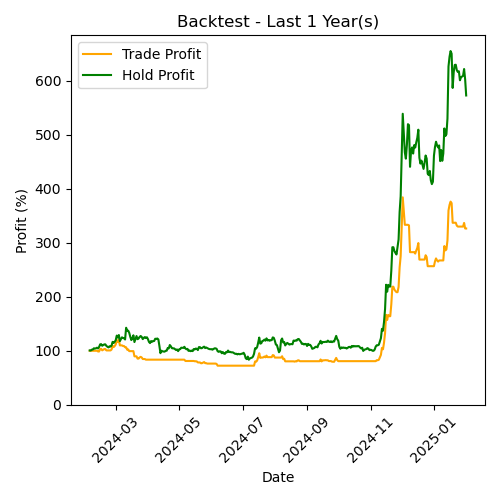 Backtest - Last 1 Year(s)
Trade Profit
Hold Profit
Profit (%)
600
500
400
300
200
100
0
2024-03
2024-05
2024-07
2024-09
2024-11
2025-01
Date